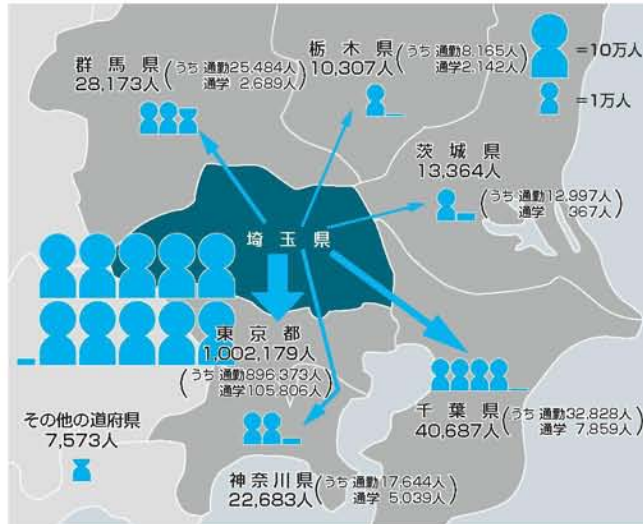 群馬県(うち 通勤25,484人
28,173人 通学 2,689人)
栃木県(うち 通勤8,165人
10,307人 通学2,142人)
=10万人
=1万人
茨城県
13,364人
(うち 通勤12,997人
通学 367人)
埼玉県
東京都
1,002,179人
(うち 通勤896,373人
通学105,806人)
千葉県(うち 通勤32,828人
40,687人 通学 7,859人)
その他の道府県
7,573人
神奈川県(うち 通勤17,644人
22,683人 通学 5,039人)